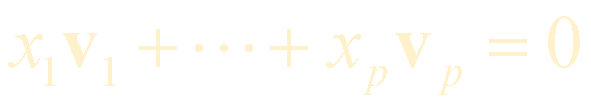 x₁v₁ + ⋯ + xₚvₚ = 0